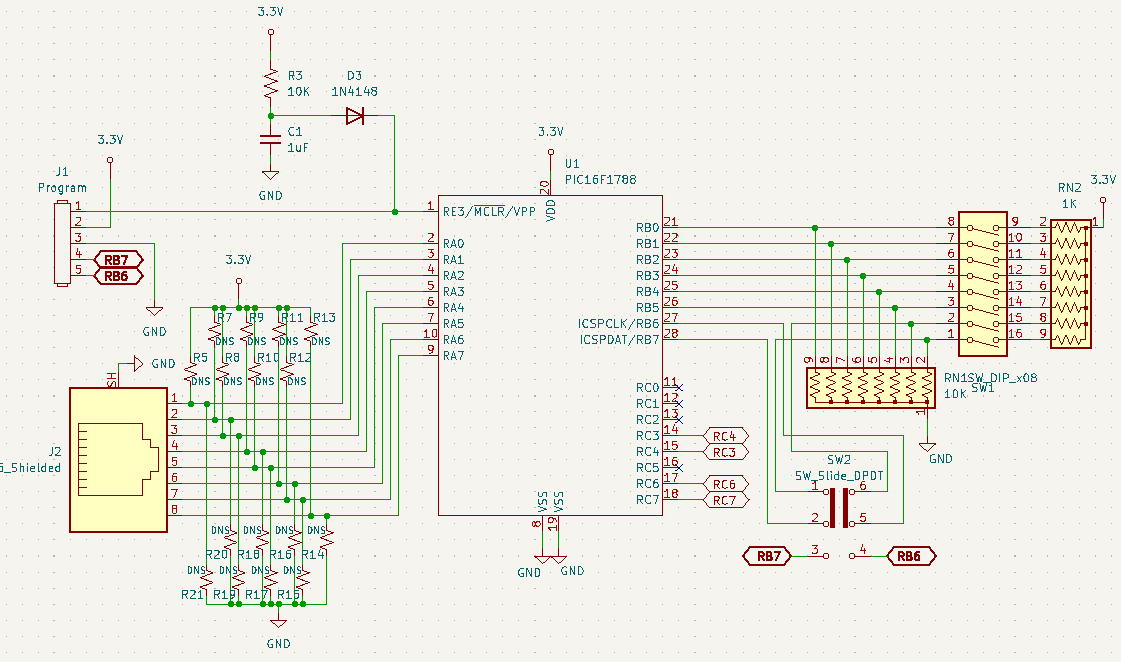 3.3V
R3
10K
D3
1N4148
C1
1uF
GND
3.3V
J1
Program
1
2
3
4
5
RB7
RB6
GND
3.3V
U1
PIC16F1788
20
VDD
1
RE3/MCLR/VPP
2
RA0
3
RA1
4
RA2
5
RA3
6
RA4
7
RA5
10
RA6
9
RA7
RB0
21
RB1
22
RB2
23
RB3
24
RB4
25
RB5
26
ICSPCLK/RB6
27
ICSPDAT/RB7
28
RC0
11
RC1
12
RC2
13
RC3
14
RC4
RC4
15
RC3
RC5
16
RC6
17
RC6
RC7
18
RC7
VSS
8
VSS
19
GND
GND
3.3V
R7
DNS
R9
DNS
R11
DNS
R13
DNS
R5
DNS
R8
DNS
R10
DNS
R12
DNS
SH
GND
J2
5_Shielded
1
2
3
4
5
6
7
8
DNS
R20
DNS
R18
DNS
R16
DNS
R14
DNS
R21
DNS
R19
DNS
R17
DNS
R15
GND
8
7
6
5
4
3
2
1
9
10
11
12
13
14
15
16
SW_DIP_x08
SW1
RN2
1K
3.3V
1
2
3
4
5
6
7
8
9
9
8
7
6
5
4
3
2
RN1
10K
1
GND
SW2
SW_Slide_DPDT
1
6
2
5
3
4
RB7
RB6